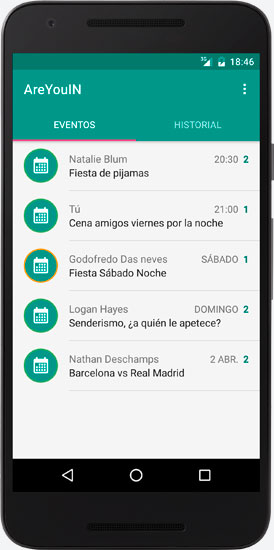 3G 18:46
AreYouIN
EVENTOS HISTORIAL
Natalie Blum 20:30 2
Fiesta de pijamas
Tú 21:00 1
Cena amigos viernes por la noche
Godofredo Das neves SÁBADO 1
Fiesta Sábado Noche
Logan Hayes DOMINGO 2
Senderismo, ¿a quién le apetece?
Nathan Deschamps 2 ABR. 2
Barcelona vs Real Madrid